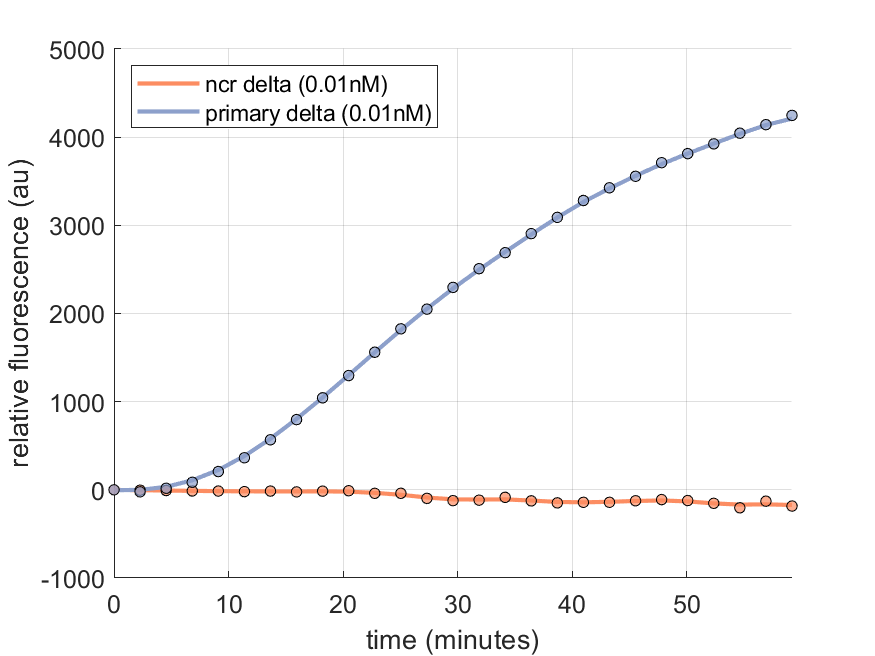 5000
4000
3000
2000
1000
0
-1000
relative fluorescence (au)
ncr delta (0.01nM)
primary delta (0.01nM)
0 10 20 30 40 50
time (minutes)